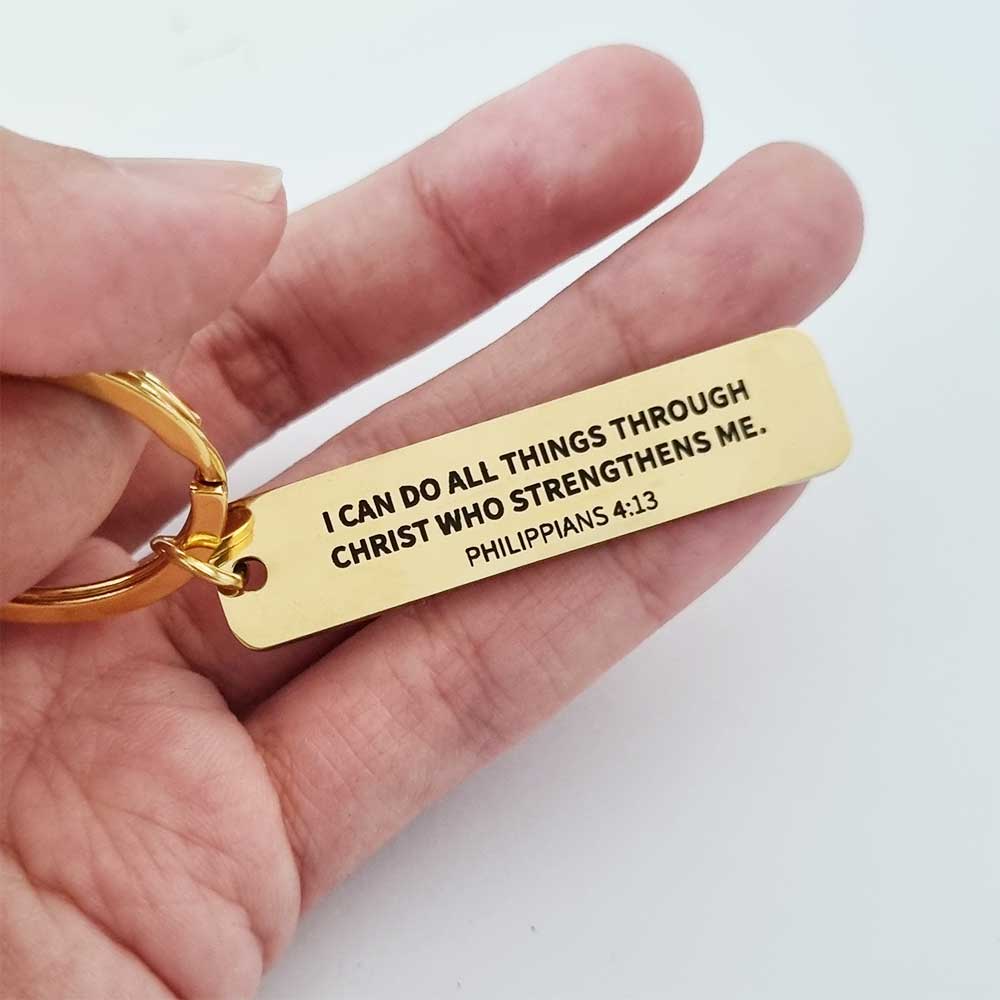 I CAN DO ALL THINGS THROUGH
CHRIST WHO STRENGTHENS ME.
PHILIPPIANS 4:13